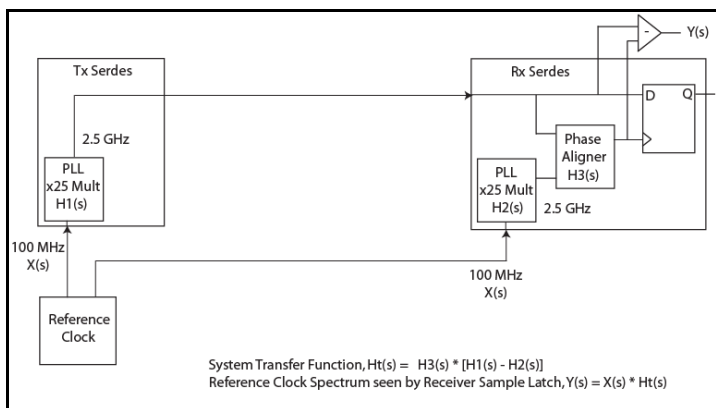 Y(s)
Tx Serdes
Rx Serdes
D Q
2.5 GHz
Phase
Aligner
H3(s)
PLL
x25 Mult
H1(s)
PLL
x25 Mult
H2(s)
2.5 GHz
100 MHz
X(s)
100 MHz
X(s)
Reference
Clock
System Transfer Function, Ht(s) = H3(s) * [H1(s) - H2(s)]
Reference Clock Spectrum seen by Receiver Sample Latch, Y(s) = X(s) * Ht(s)